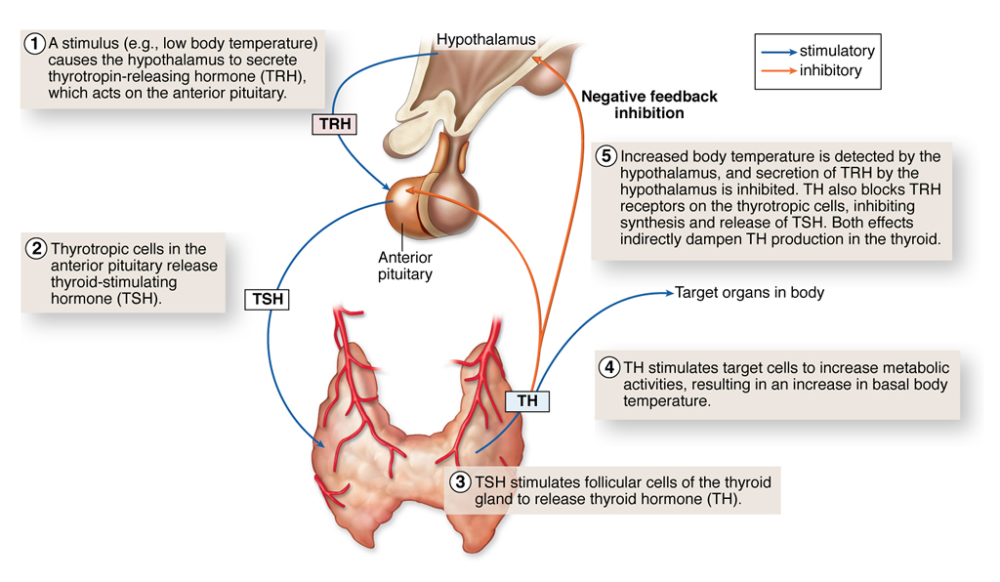 Hypothalamus
stimulatory
inhibitory
1 A stimulus (e.g., low body temperature)
causes the hypothalamus to secrete
thyrotropin-releasing hormone (TRH),
which acts on the anterior pituitary.
TRH
Negative feedback
inhibition
5 Increased body temperature is detected by the
hypothalamus, and secretion of TRH by the
hypothalamus is inhibited. TH also blocks TRH
receptors on the thyrotropic cells, inhibiting
synthesis and release of TSH. Both effects
indirectly dampen TH production in the thyroid.
2 Thyrotropic cells in the
anterior pituitary release
thyroid-stimulating
hormone (TSH).
Anterior
pituitary
TSH
Target organs in body
4 TH stimulates target cells to increase metabolic
activities, resulting in an increase in basal body
temperature.
TH
3 TSH stimulates follicular cells of the thyroid
gland to release thyroid hormone (TH).